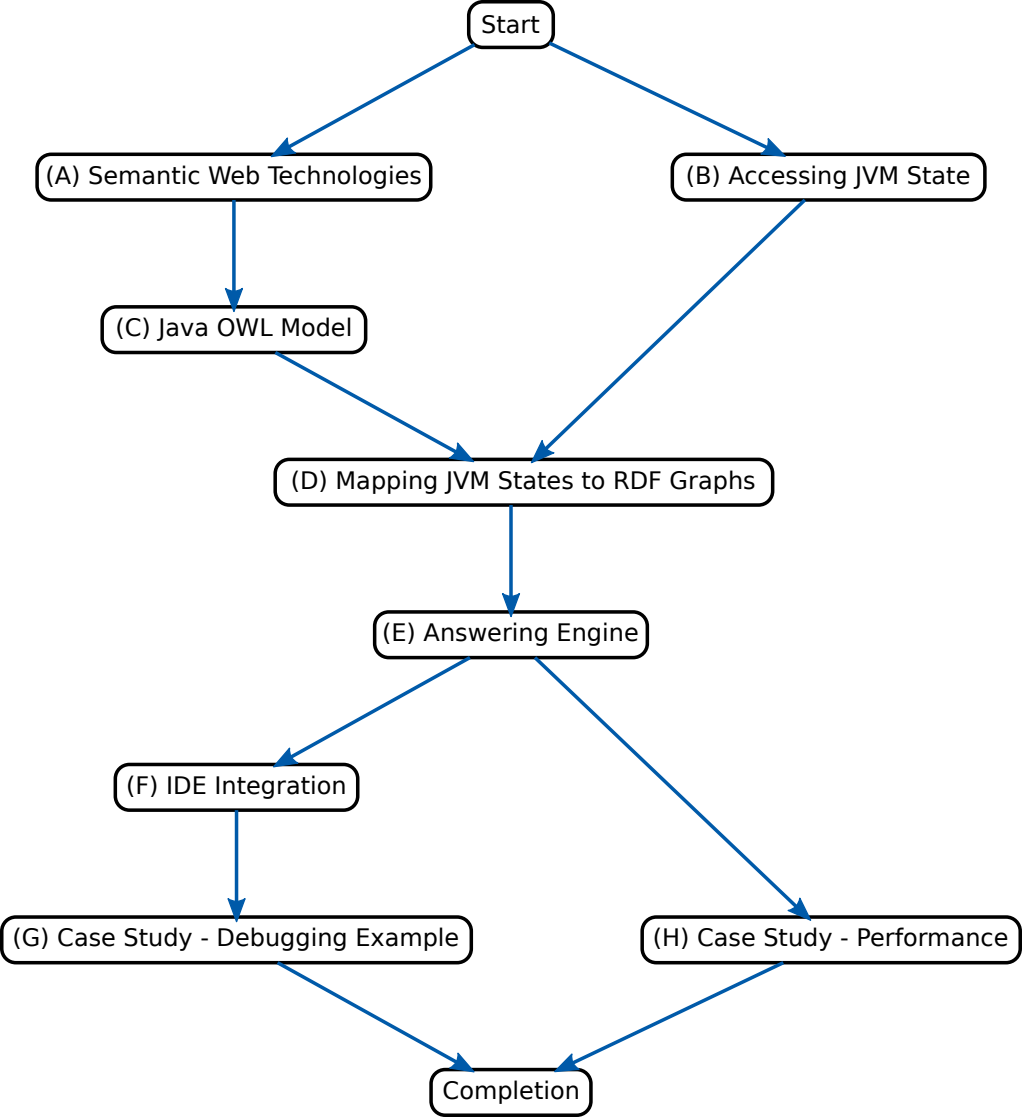 Start
(A) Semantic Web Technologies
(B) Accessing JVM State
(C) Java OWL Model
(D) Mapping JVM States to RDF Graphs
(E) Answering Engine
(F) IDE Integration
(G) Case Study - Debugging Example
(H) Case Study - Performance
Completion